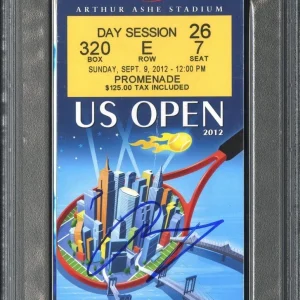 ARTHUR ASHE STADIUM
DAY SESSION 26
320 E 7
BOX ROW SEAT
SUNDAY, SEPT. 9, 2012 - 12:00 PM
PROMENADE
$125.00 TAX INCLUDED
US OPEN
2012